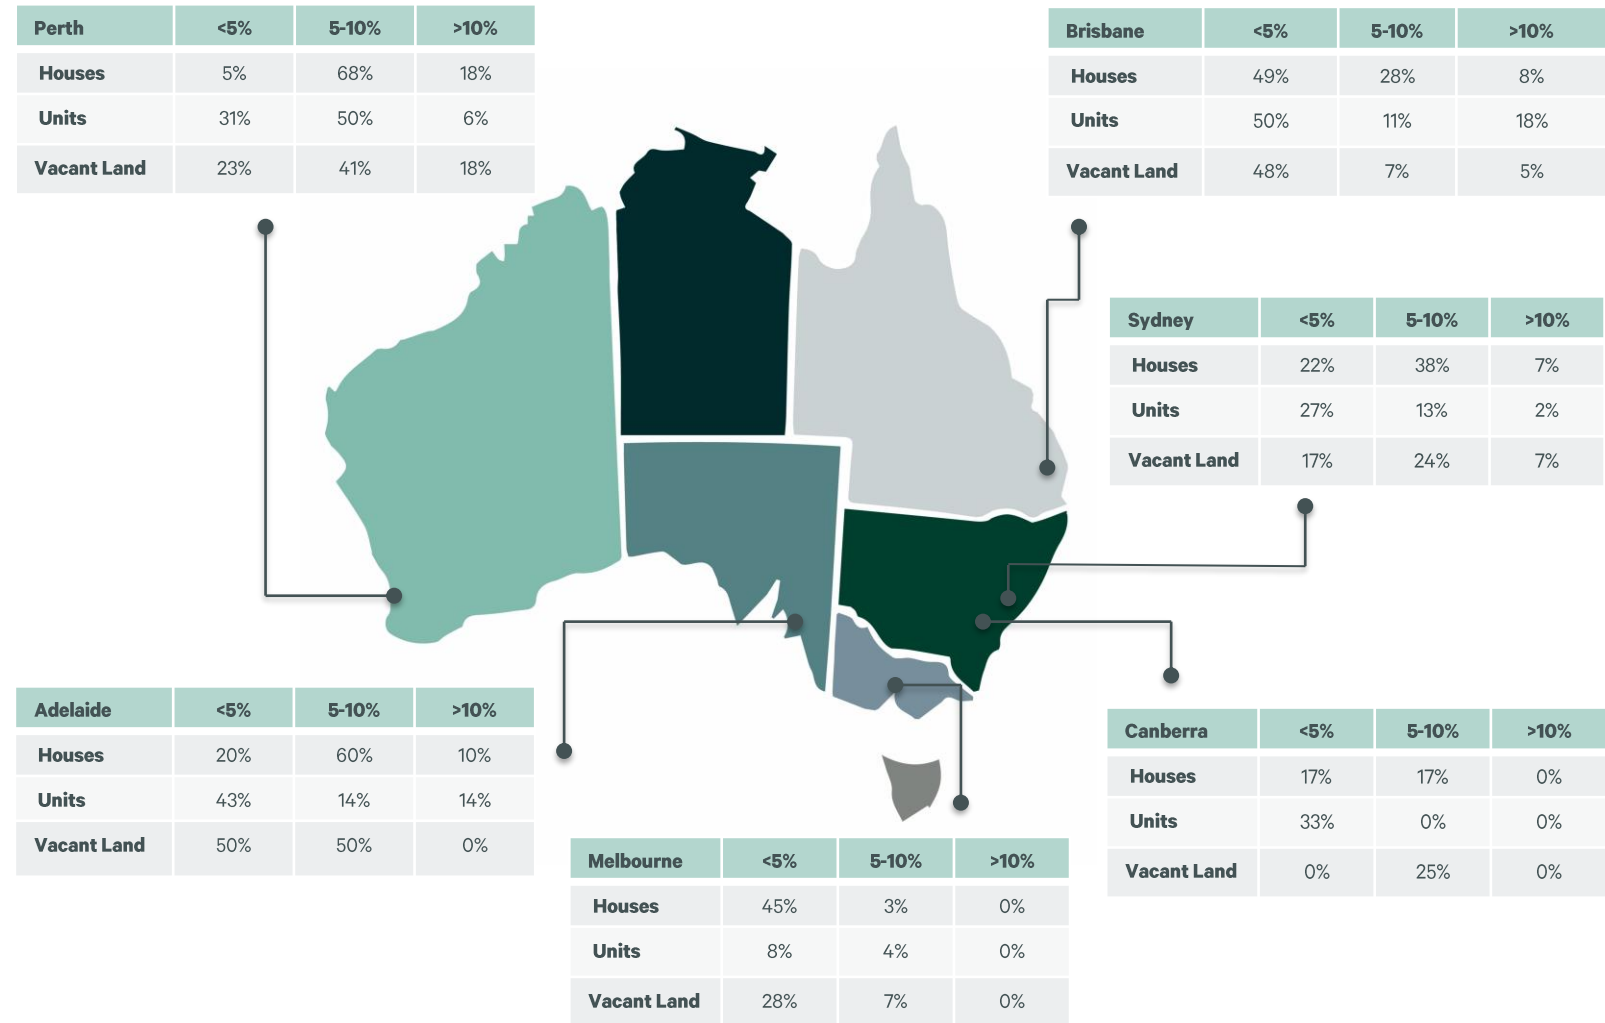 Perth <5% 5-10% >10%
Houses 5% 68% 18%
Units 31% 50% 6%
Vacant Land 23% 41% 18%
Brisbane <5% 5-10% >10%
Houses 49% 28% 8%
Units 50% 11% 18%
Vacant Land 48% 7% 5%
Sydney <5% 5-10% >10%
Houses 22% 38% 7%
Units 27% 13% 2%
Vacant Land 17% 24% 7%
Adelaide <5% 5-10% >10%
Houses 20% 60% 10%
Units 43% 14% 14%
Vacant Land 50% 50% 0%
Canberra <5% 5-10% >10%
Houses 17% 17% 0%
Units 33% 0% 0%
Vacant Land 0% 25% 0%
Melbourne <5% 5-10% >10%
Houses 45% 3% 0%
Units 8% 4% 0%
Vacant Land 28% 7% 0%